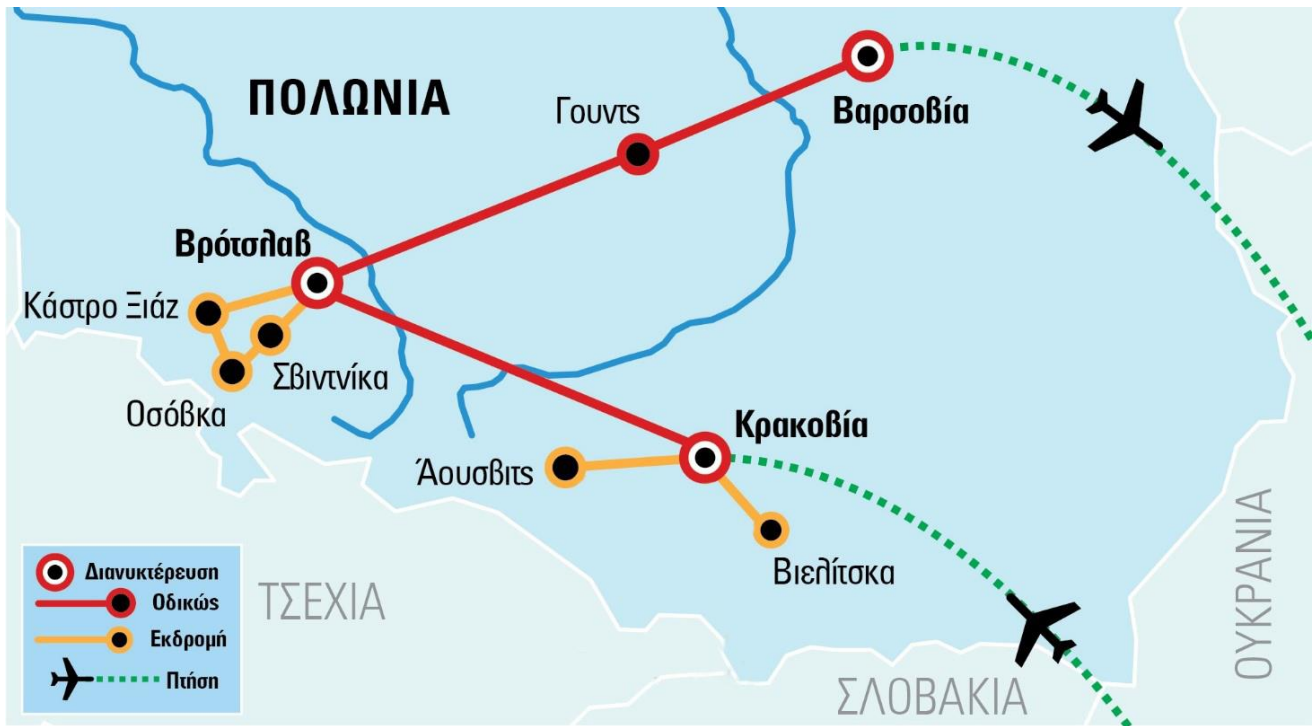 ΠΟΛΩΝΙΑ
Γουντς
Βαρσοβία
Βρότσλαβ
Κάστρο Ξιάζ
Σβιντνίκα
Οσόβκα
Κρακοβία
Άουσβιτς
Βιελίτσκα
Διανυκτέρευση
Οδικώς
Εκδρομή
Πτήση
ΤΣΕΧΙΑ
ΣΛΟΒΑΚΙΑ
ΟΥΚΡΑΝΙΑ